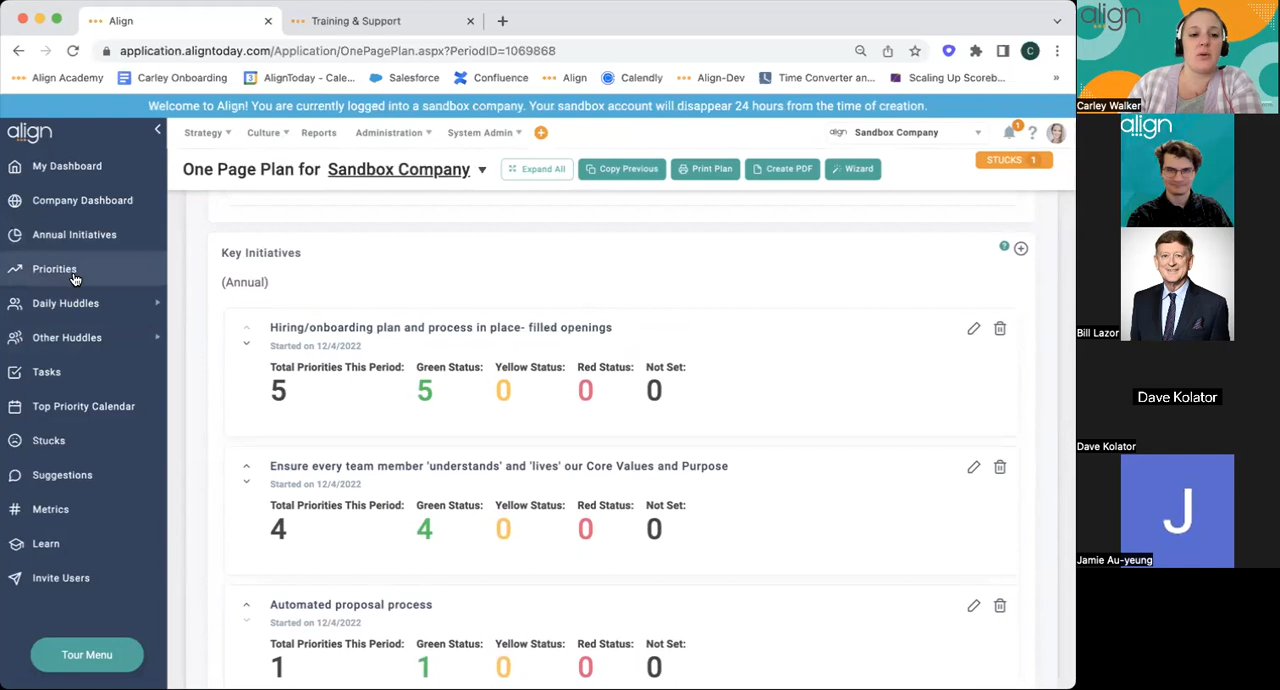 Align
Training & Support
application.aligntoday.com/Application/OnePagePlan.aspx?PeriodID=1069868
C
Align Academy
Carley Onboarding
AlignToday - Cale...
Salesforce
Confluence
Align
Calendly
Align-Dev
Time Converter an...
Scaling Up Scoreb...
»
Welcome to Align! You are currently logged into a sandbox company. Your sandbox account will disappear 24 hours from the time of creation.
align
Strategy
Culture
Reports
Administration
System Admin
align Sandbox Company
1
?
One Page Plan for Sandbox Company
Expand All
Copy Previous
Print Plan
Create PDF
Wizard
STUCKS 1
My Dashboard
Company Dashboard
Annual Initiatives
Priorities
Daily Huddles
Other Huddles
Tasks
Top Priority Calendar
Stucks
Suggestions
Metrics
Learn
Invite Users
Tour Menu
Key Initiatives
?
(Annual)
Hiring/onboarding plan and process in place- filled openings
Started on 12/4/2022
Total Priorities This Period: Green Status: Yellow Status: Red Status: Not Set:
5 5 0 0 0
Ensure every team member 'understands' and 'lives' our Core Values and Purpose
Started on 12/4/2022
Total Priorities This Period: Green Status: Yellow Status: Red Status: Not Set:
4 4 0 0 0
Automated proposal process
Started on 12/4/2022
Total Priorities This Period: Green Status: Yellow Status: Red Status: Not Set:
1 1 0 0 0
align
Carley Walker
align
Bill Lazor
Dave Kolator
Dave Kolator
J
Jamie Au-yeung